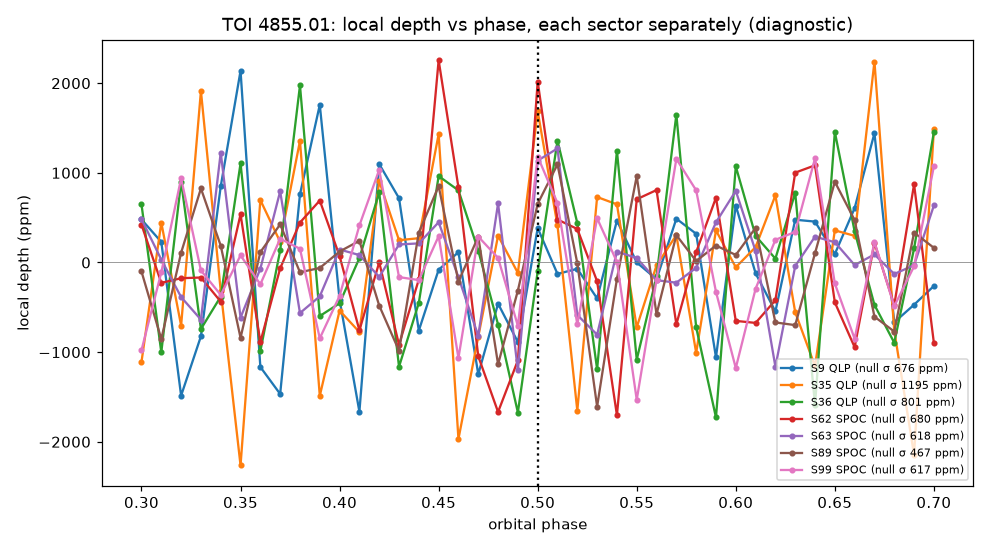 TOI 4855.01: local depth vs phase, each sector separately (diagnostic)
local depth (ppm)
2000
1000
0
−1000
−2000
S9 QLP (null σ 676 ppm)
S35 QLP (null σ 1195 ppm)
S36 QLP (null σ 801 ppm)
S62 SPOC (null σ 680 ppm)
S63 SPOC (null σ 618 ppm)
S89 SPOC (null σ 467 ppm)
S99 SPOC (null σ 617 ppm)
0.30 0.35 0.40 0.45 0.50 0.55 0.60 0.65 0.70
orbital phase